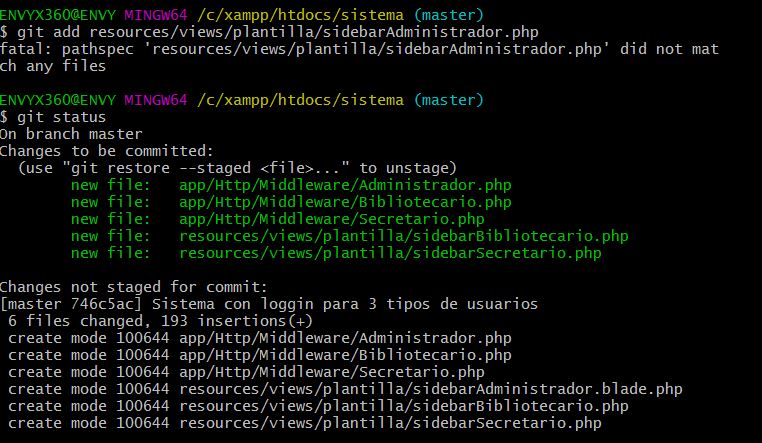 ENVYX360@ENVY MINGW64 /c/xampp/htdocs/sistema (master)
$ git add resources/views/plantilla/sidebarAdministrador.php
fatal: pathspec 'resources/views/plantilla/sidebarAdministrador.php' did not mat
ch any files
ENVYX360@ENVY MINGW64 /c/xampp/htdocs/sistema (master)
$ git status
On branch master
Changes to be committed:
  (use "git restore --staged <file>..." to unstage)
        new file:   app/Http/Middleware/Administrador.php
        new file:   app/Http/Middleware/Bibliotecario.php
        new file:   app/Http/Middleware/Secretario.php
        new file:   resources/views/plantilla/sidebarBibliotecario.php
        new file:   resources/views/plantilla/sidebarSecretario.php
Changes not staged for commit:
[master 746c5ac] Sistema con loggin para 3 tipos de usuarios
 6 files changed, 193 insertions(+)
 create mode 100644 app/Http/Middleware/Administrador.php
 create mode 100644 app/Http/Middleware/Bibliotecario.php
 create mode 100644 app/Http/Middleware/Secretario.php
 create mode 100644 resources/views/plantilla/sidebarAdministrador.blade.php
 create mode 100644 resources/views/plantilla/sidebarBibliotecario.php
 create mode 100644 resources/views/plantilla/sidebarSecretario.php